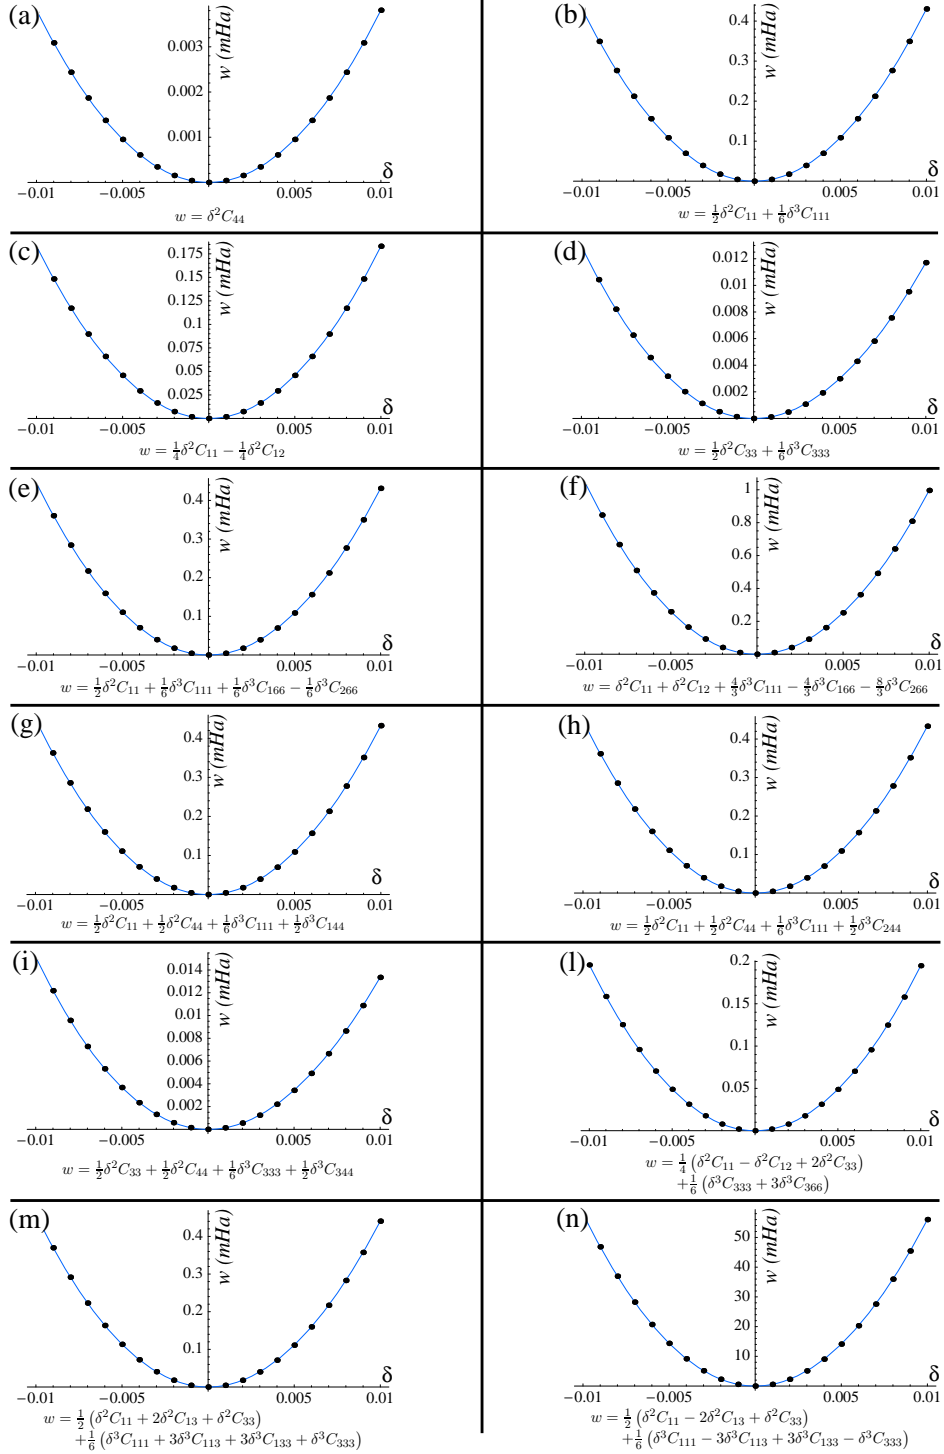 (a)
w (mHa)
0.003
0.002
0.001
δ
−0.01 −0.005 0.005 0.01
w = δ²C₄₄
(b)
w (mHa)
0.4
0.3
0.2
0.1
δ
−0.01 −0.005 0.005 0.01
w = ½δ²C₁₁ + ⅙δ³C₁₁₁
(c)
w (mHa)
0.175
0.15
0.125
0.1
0.075
0.05
0.025
δ
−0.01 −0.005 0.005 0.01
w = ¼δ²C₁₁ − ¼δ²C₁₂
(d)
w (mHa)
0.012
0.01
0.008
0.006
0.004
0.002
δ
−0.01 −0.005 0.005 0.01
w = ½δ²C₃₃ + ⅙δ³C₃₃₃
(e)
w (mHa)
0.4
0.3
0.2
0.1
δ
−0.01 −0.005 0.005 0.01
w = ½δ²C₁₁ + ⅙δ³C₁₁₁ + ⅙δ³C₁₆₆ − ⅙δ³C₂₆₆
(f)
w (mHa)
1
0.8
0.6
0.4
0.2
δ
−0.01 −0.005 0.005 0.01
w = δ²C₁₁ + δ²C₁₂ + 4/3δ³C₁₁₁ − 4/3δ³C₁₆₆ − 8/3δ³C₂₆₆
(g)
w (mHa)
0.4
0.3
0.2
0.1
δ
−0.01 −0.005 0.005 0.01
w = ½δ²C₁₁ + ½δ²C₄₄ + ⅙δ³C₁₁₁ + ½δ³C₁₄₄
(h)
w (mHa)
0.4
0.3
0.2
0.1
δ
−0.01 −0.005 0.005 0.01
w = ½δ²C₁₁ + ½δ²C₄₄ + ⅙δ³C₁₁₁ + ½δ³C₂₄₄
(i)
w (mHa)
0.014
0.012
0.01
0.008
0.006
0.004
0.002
δ
−0.01 −0.005 0.005 0.01
w = ½δ²C₃₃ + ½δ²C₄₄ + ⅙δ³C₃₃₃ + ½δ³C₃₄₄
(l)
w (mHa)
0.2
0.15
0.1
0.05
δ
−0.01 −0.005 0.005 0.01
w = ¼ (δ²C₁₁ − δ²C₁₂ + 2δ²C₃₃)
+⅙ (δ³C₃₃₃ + 3δ³C₃₆₆)
(m)
w (mHa)
0.4
0.3
0.2
0.1
δ
−0.01 −0.005 0.005 0.01
w = ½ (δ²C₁₁ + 2δ²C₁₃ + δ²C₃₃)
+⅙ (δ³C₁₁₁ + 3δ³C₁₁₃ + 3δ³C₁₃₃ + δ³C₃₃₃)
(n)
w (mHa)
50
40
30
20
10
δ
−0.01 −0.005 0.005 0.01
w = ½ (δ²C₁₁ − 2δ²C₁₃ + δ²C₃₃)
+⅙ (δ³C₁₁₁ − 3δ³C₁₁₃ + 3δ³C₁₃₃ − δ³C₃₃₃)